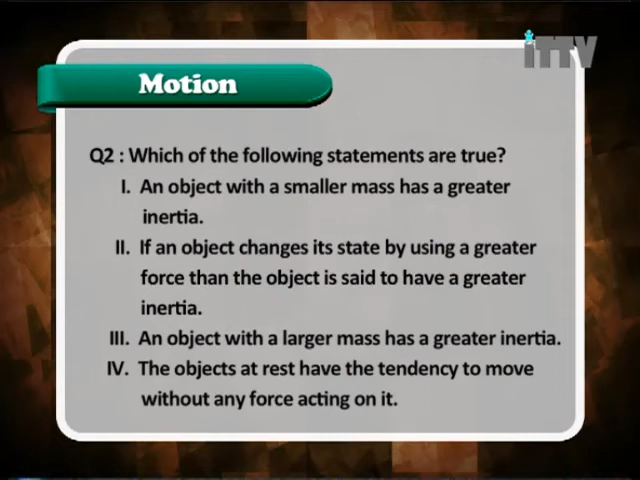 iTTV
Motion
Q2 : Which of the following statements are true?
I. An object with a smaller mass has a greater
inertia.
II. If an object changes its state by using a greater
force than the object is said to have a greater
inertia.
III. An object with a larger mass has a greater inertia.
IV. The objects at rest have the tendency to move
without any force acting on it.